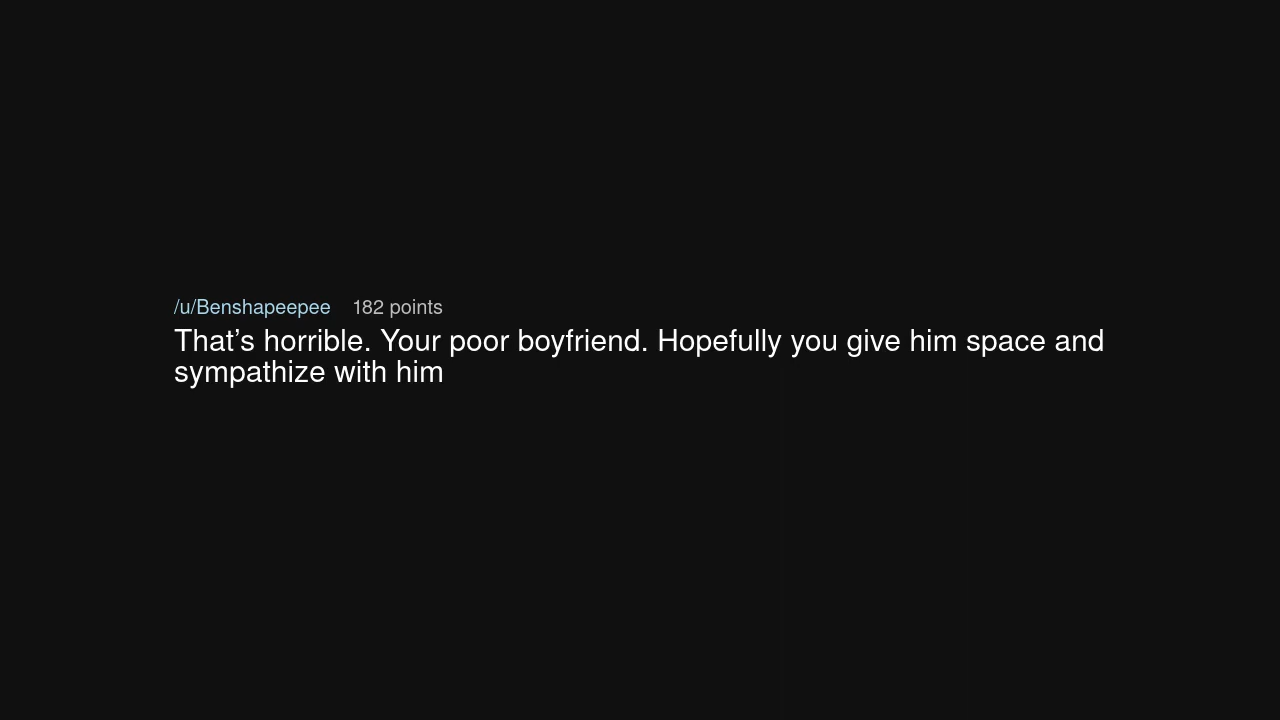 /u/Benshapeepee 182 points
That’s horrible. Your poor boyfriend. Hopefully you give him space and
sympathize with him